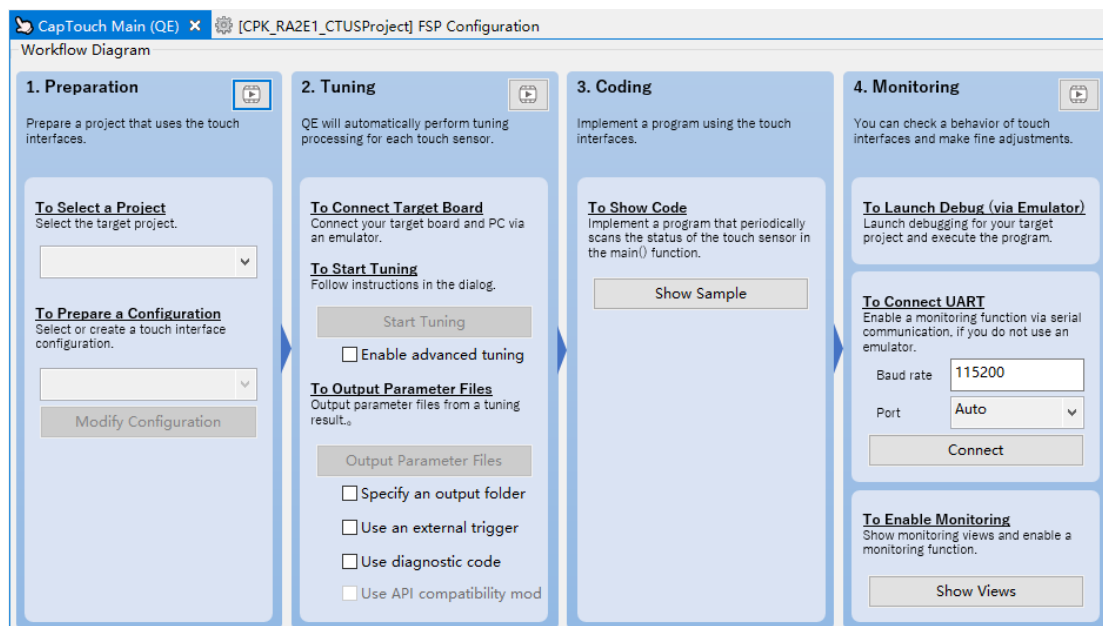 CapTouch Main (QE)
[CPK_RA2E1_CTUSProject] FSP Configuration
Workflow Diagram
1. Preparation
Prepare a project that uses the touch
interfaces.
To Select a Project
Select the target project.
To Prepare a Configuration
Select or create a touch interface
configuration.
Modify Configuration
2. Tuning
QE will automatically perform tuning
processing for each touch sensor.
To Connect Target Board
Connect your target board and PC via
an emulator.
To Start Tuning
Follow instructions in the dialog.
Start Tuning
Enable advanced tuning
To Output Parameter Files
Output parameter files from a tuning
result.。
Output Parameter Files
Specify an output folder
Use an external trigger
Use diagnostic code
Use API compatibility mod
3. Coding
Implement a program using the touch
interfaces.
To Show Code
Implement a program that periodically
scans the status of the touch sensor in
the main() function.
Show Sample
4. Monitoring
You can check a behavior of touch
interfaces and make fine adjustments.
To Launch Debug (via Emulator)
Launch debugging for your target
project and execute the program.
To Connect UART
Enable a monitoring function via serial
communication, if you do not use an
emulator.
Baud rate 115200
Port Auto
Connect
To Enable Monitoring
Show monitoring views and enable a
monitoring function.
Show Views